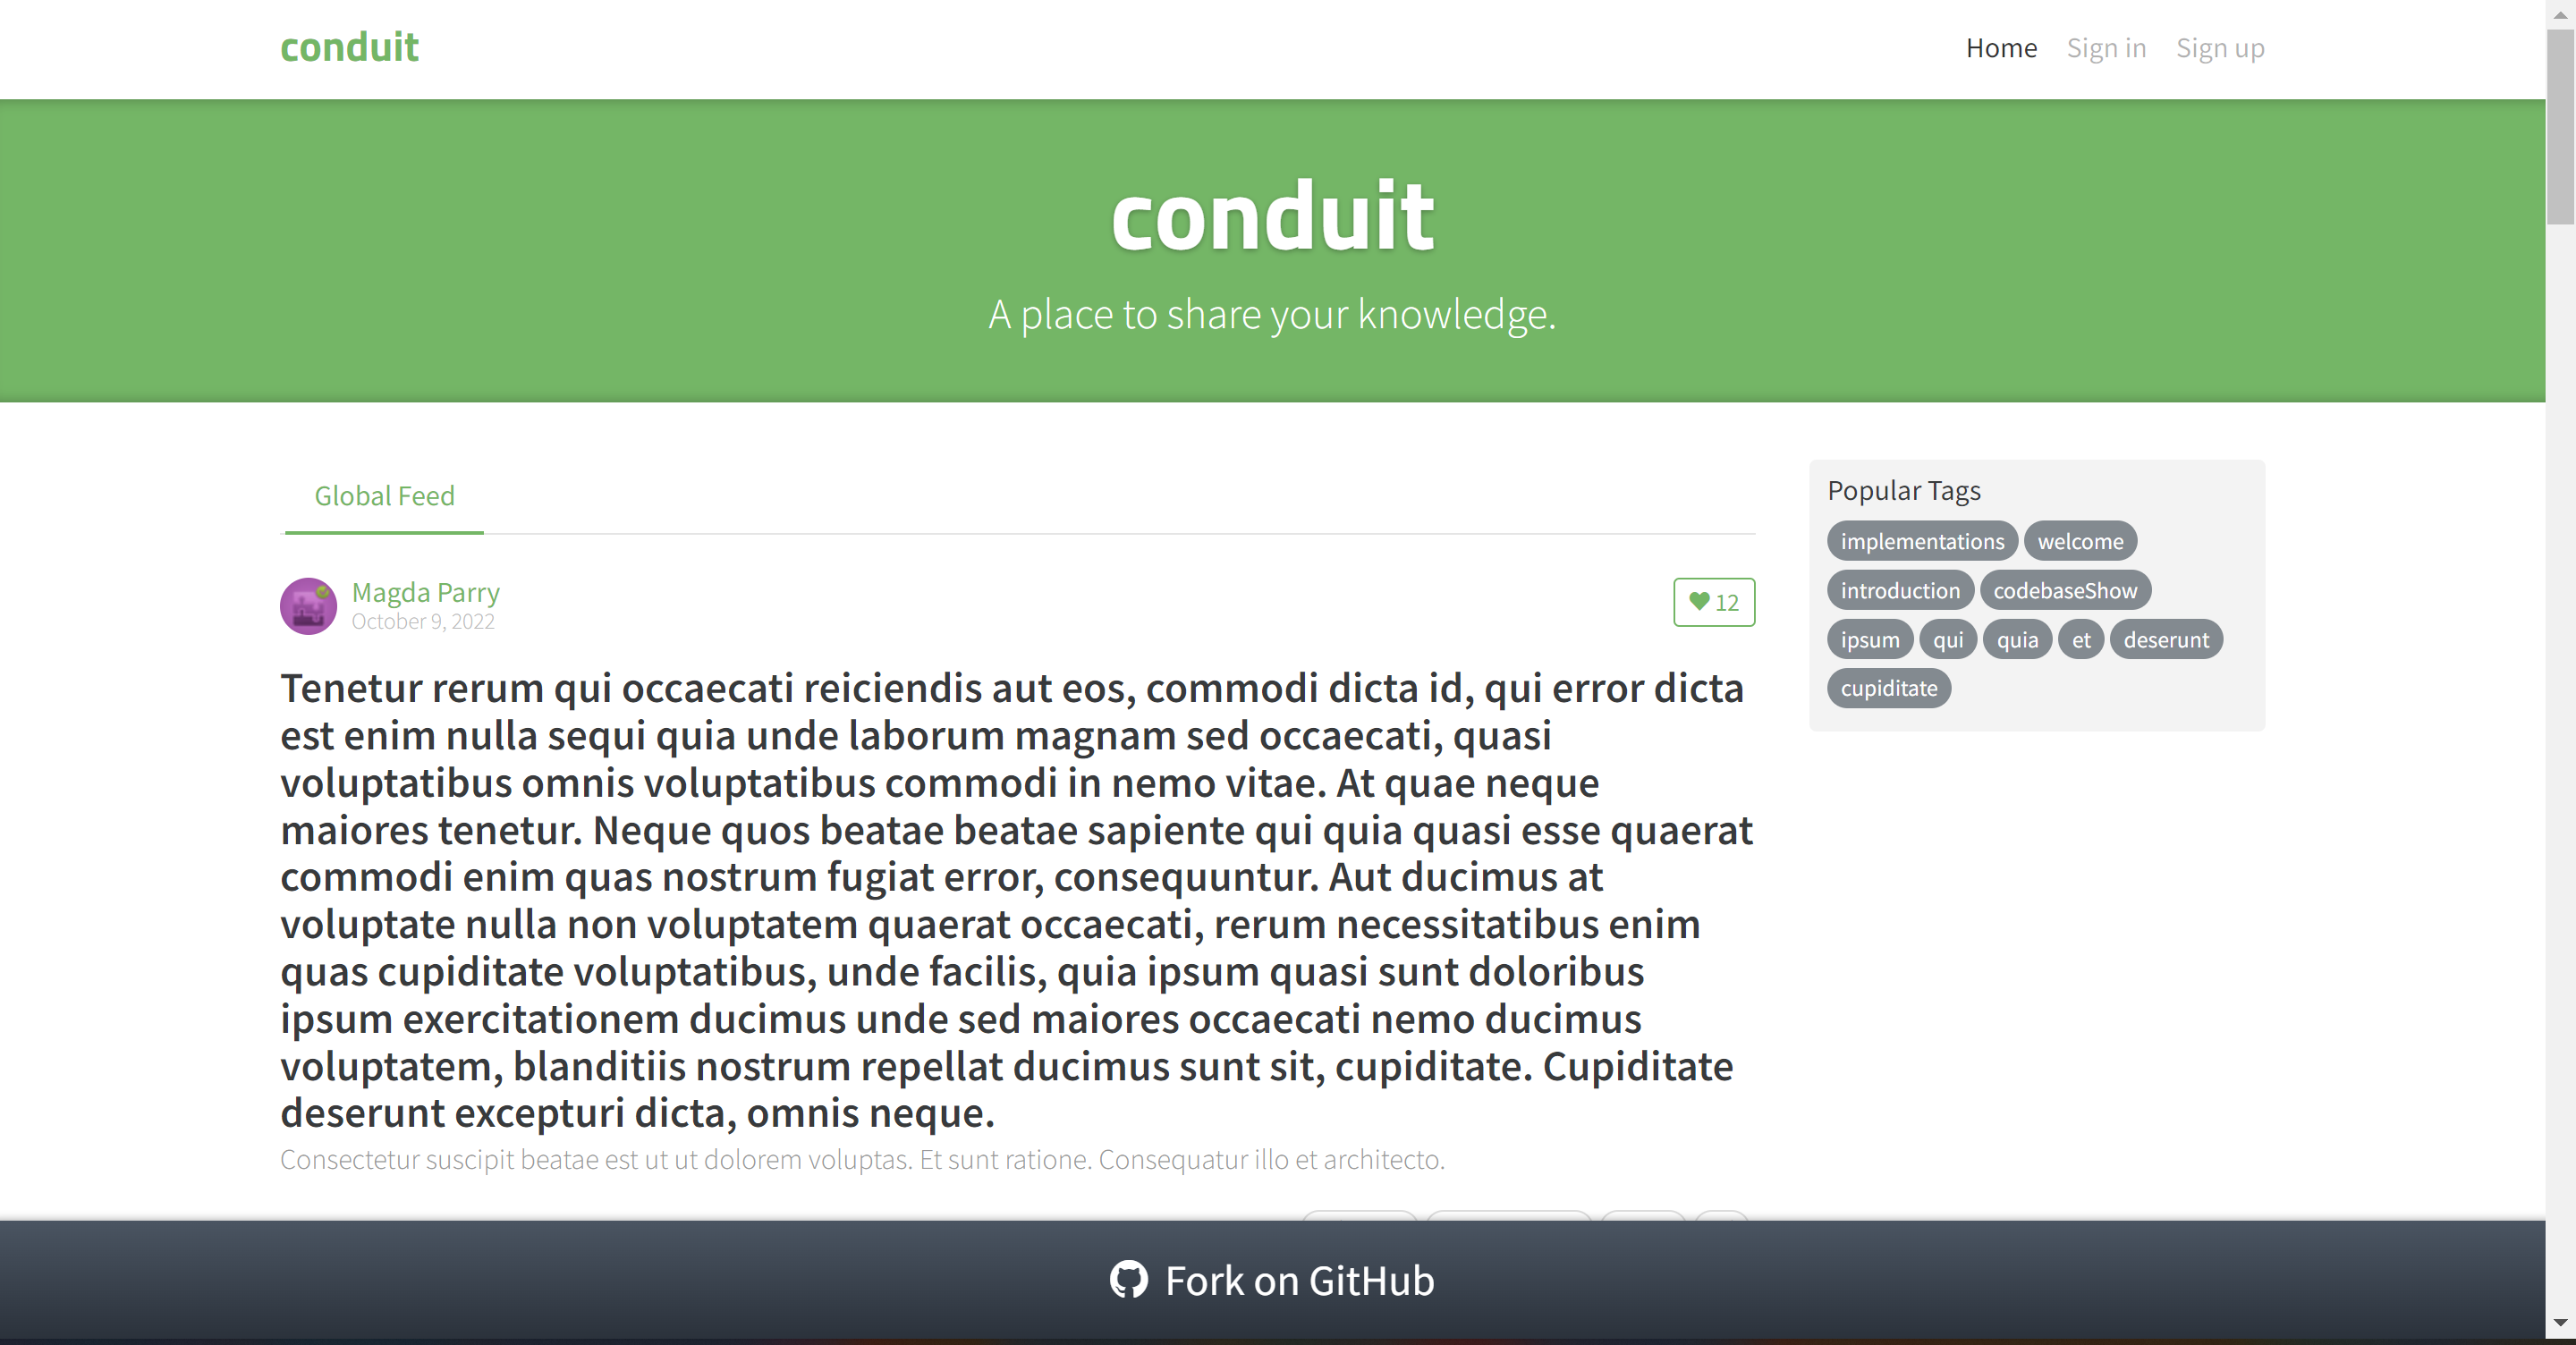 conduit
Home Sign in Sign up
conduit
A place to share your knowledge.
Global Feed
Magda Parry
October 9, 2022
12
Tenetur rerum qui occaecati reiciendis aut eos, commodi dicta id, qui error dicta
est enim nulla sequi quia unde laborum magnam sed occaecati, quasi
voluptatibus omnis voluptatibus commodi in nemo vitae. At quae neque
maiores tenetur. Neque quos beatae beatae sapiente qui quia quasi esse quaerat
commodi enim quas nostrum fugiat error, consequuntur. Aut ducimus at
voluptate nulla non voluptatem quaerat occaecati, rerum necessitatibus enim
quas cupiditate voluptatibus, unde facilis, quia ipsum quasi sunt doloribus
ipsum exercitationem ducimus unde sed maiores occaecati nemo ducimus
voluptatem, blanditiis nostrum repellat ducimus sunt sit, cupiditate. Cupiditate
deserunt excepturi dicta, omnis neque.
Consectetur suscipit beatae est ut ut dolorem voluptas. Et sunt ratione. Consequatur illo et architecto.
Popular Tags
implementations welcome
introduction codebaseShow
ipsum qui quia et deserunt
cupiditate
Fork on GitHub